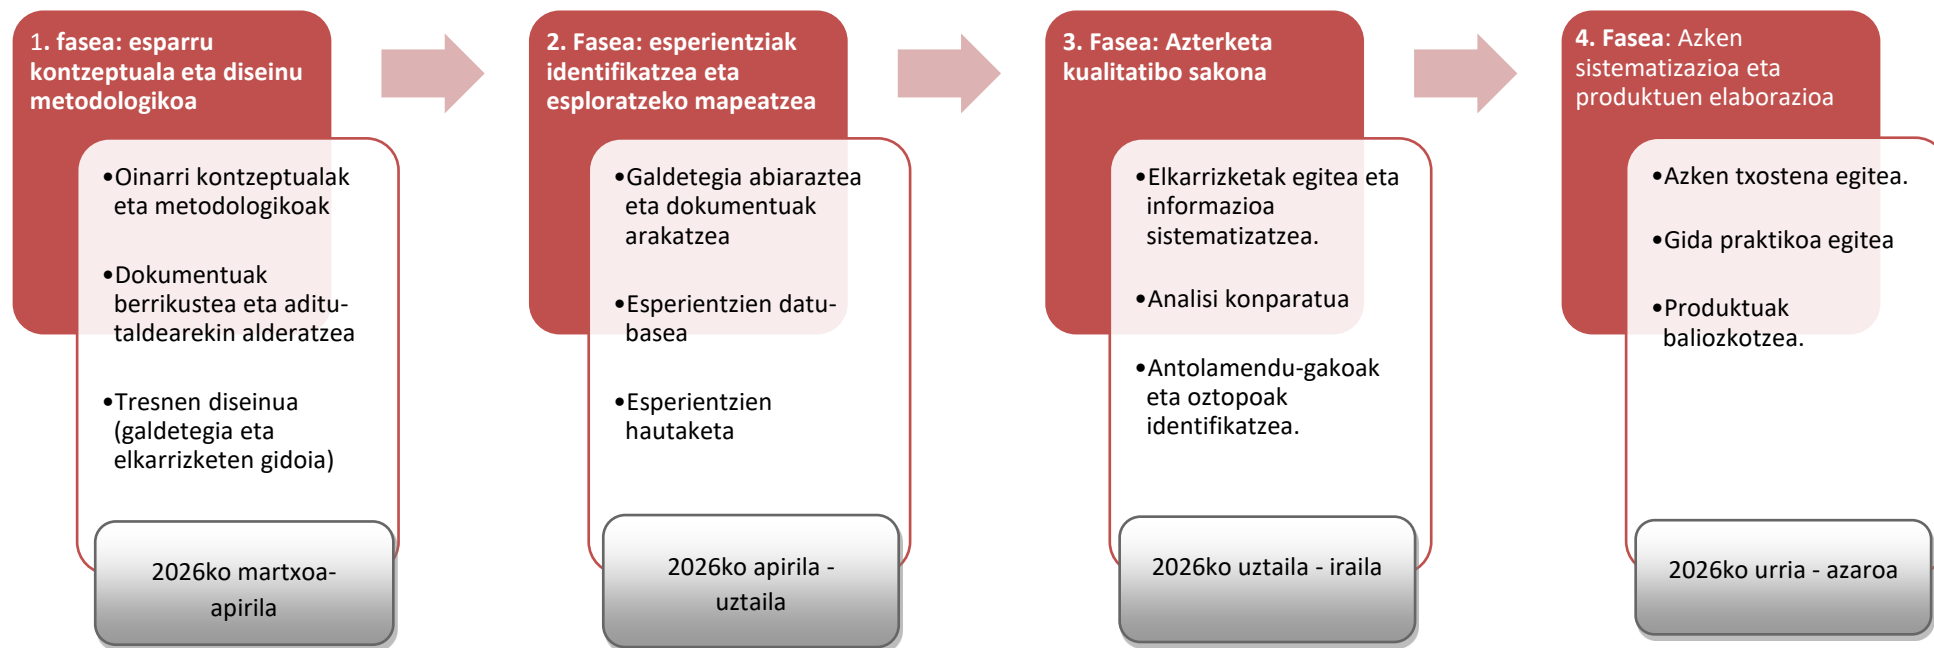 1. fasea: esparru
kontzeptuala eta diseinu
metodologikoa
•Oinarri kontzeptualak
eta metodologikoak
•Dokumentuak
berrikustea eta aditu-
taldearekin alderatzea
•Tresnen diseinua
(galdetegia eta
elkarrizketen gidoia)
2026ko martxoa-
apirila
2. Fasea: esperientziak
identifikatzea eta
esploratzeko mapeatzea
•Galdetegia abiaraztea
eta dokumentuak
arakatzea
•Esperientzien datu-
basea
•Esperientzien
hautaketa
2026ko apirila -
uztaila
3. Fasea: Azterketa
kualitatibo sakona
•Elkarrizketak egitea eta
informazioa
sistematizatzea.
•Analisi konparatua
•Antolamendu-gakoak
eta oztopoak
identifikatzea.
2026ko uztaila - iraila
4. Fasea: Azken
sistematizazioa eta
produktuen elaborazioa
•Azken txostena egitea.
•Gida praktikoa egitea
•Produktuak
baliozkotzea.
2026ko urria - azaroa